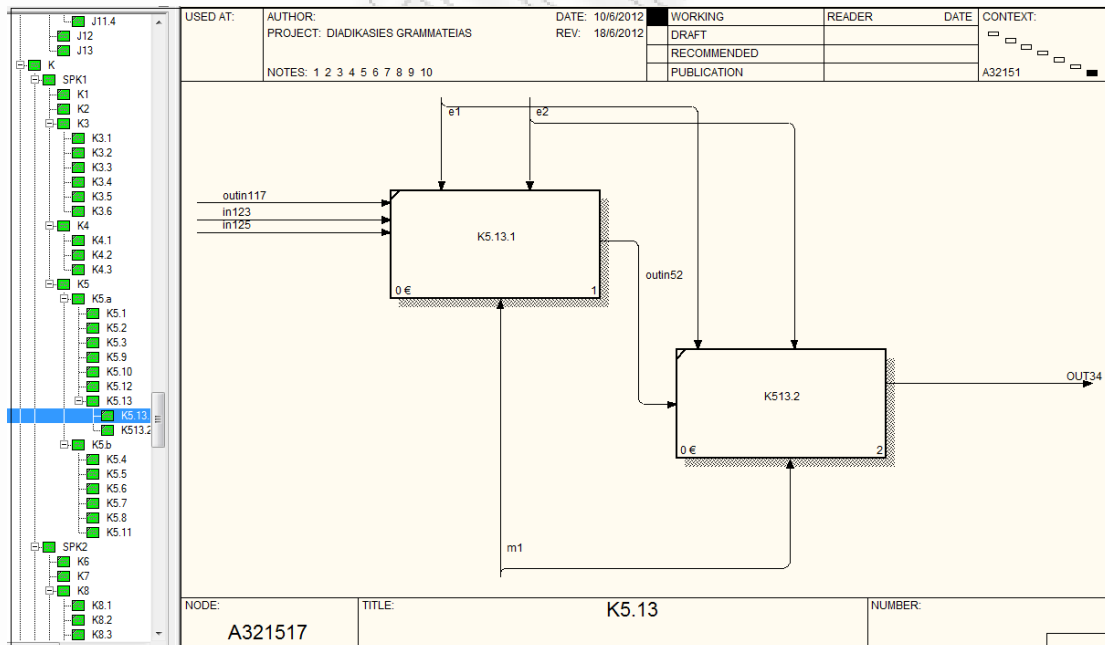 J11.4
J12
J13
K
SPK1
K1
K2
K3
K3.1
K3.2
K3.3
K3.4
K3.5
K3.6
K4
K4.1
K4.2
K4.3
K5
K5.a
K5.1
K5.2
K5.3
K5.9
K5.10
K5.12
K5.13
K5.13.
K513.2
K5.b
K5.4
K5.5
K5.6
K5.7
K5.8
K5.11
SPK2
K6
K7
K8
K8.1
K8.2
K8.3
USED AT: AUTHOR: DATE: 10/6/2012 WORKING READER DATE CONTEXT:
PROJECT: DIADIKASIES GRAMMATEIAS REV: 18/6/2012 DRAFT
RECOMMENDED
NOTES: 1 2 3 4 5 6 7 8 9 10 PUBLICATION A32151
e1 e2
outin117
in123
in125
K5.13.1
0 € 1
outin52
OUT34
K513.2
0 € 2
m1
NODE: TITLE: K5.13 NUMBER:
A321517